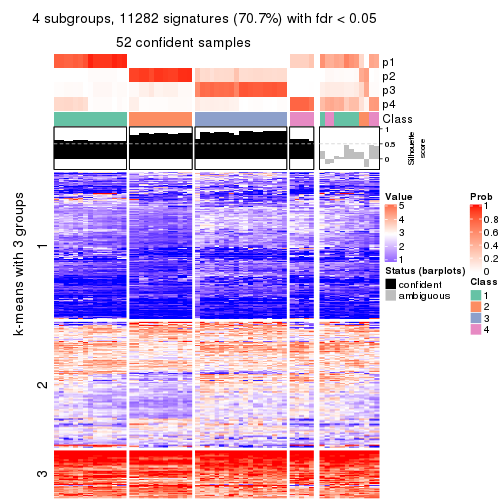 4 subgroups, 11282 signatures (70.7%) with fdr < 0.05
52 confident samples
p1
p2
p3
p4
Class
1
0.5
0
Silhouette
score
k-means with 3 groups
1
2
3
Value
5
4
3
2
1
Status (barplots)
confident
ambiguous
Prob
1
0.8
0.6
0.4
0.2
0
Class
1
2
3
4